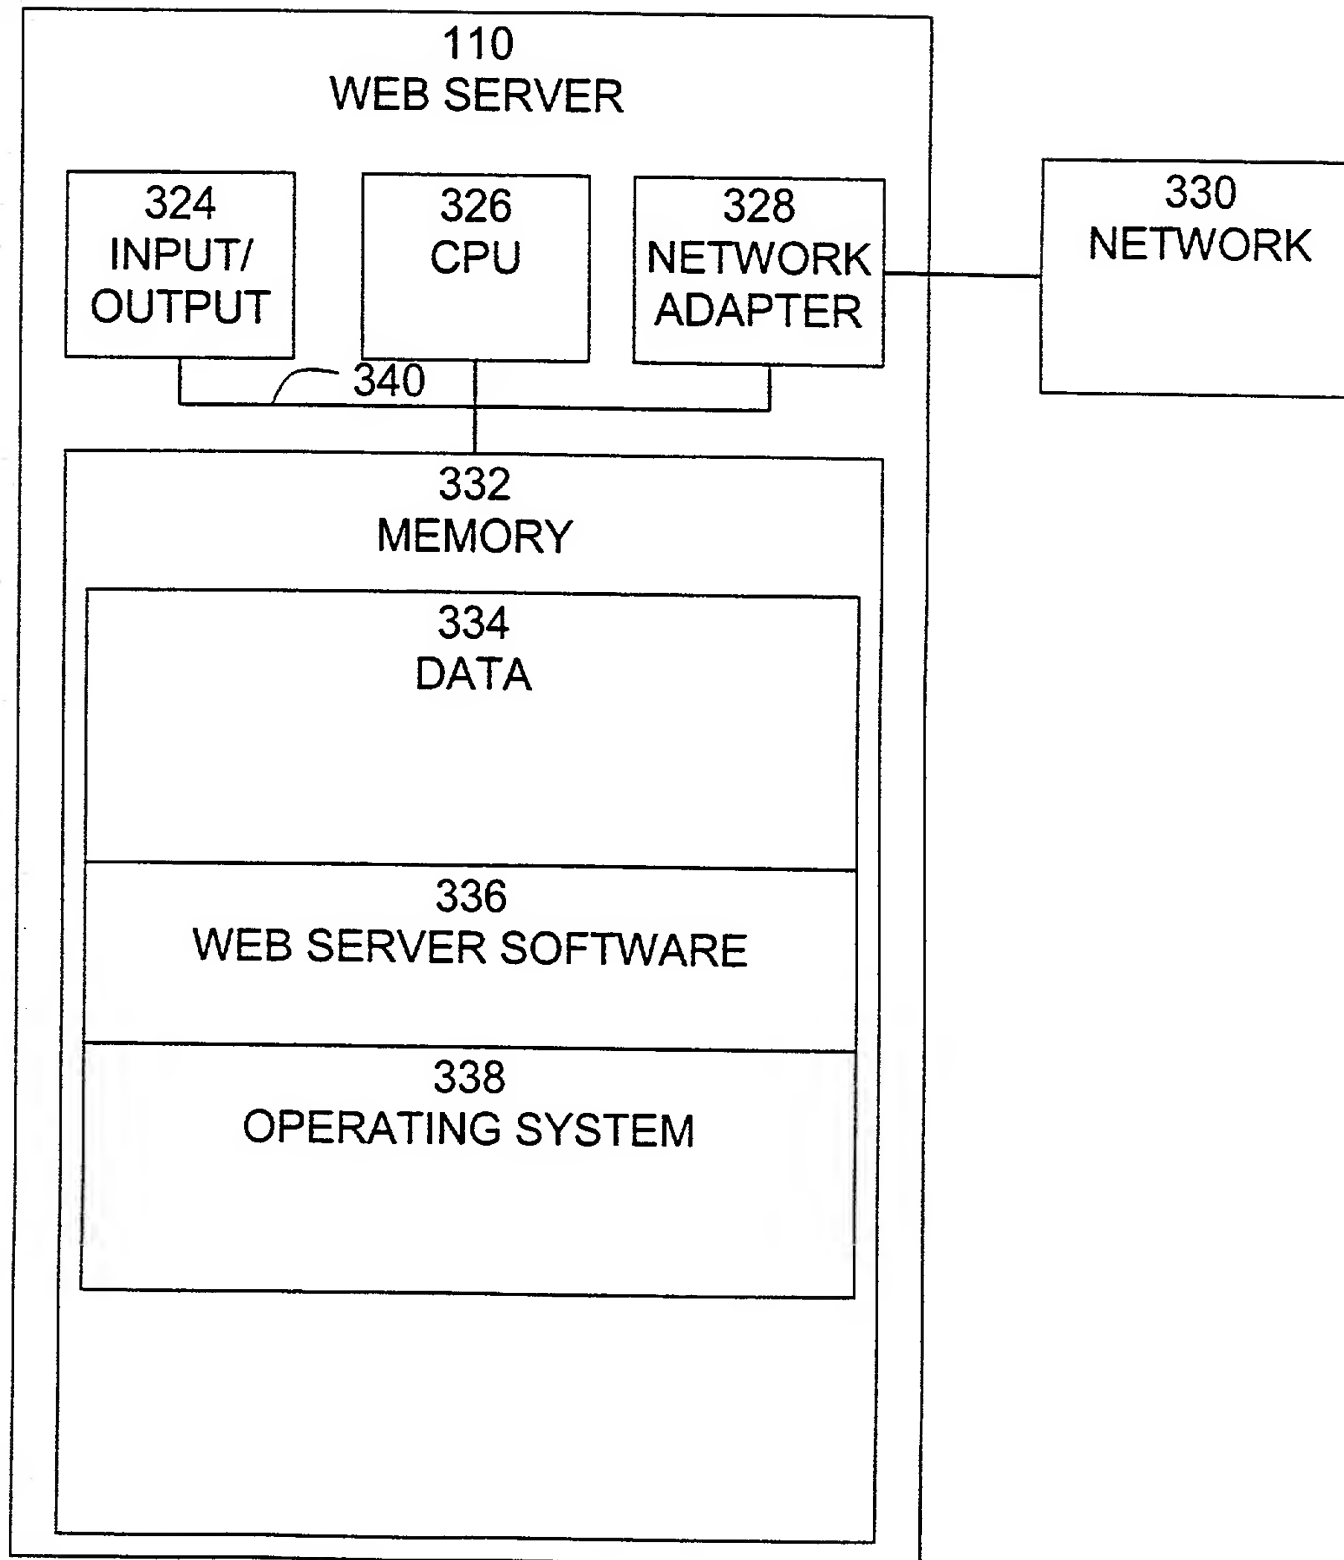 110
WEB SERVER
324
INPUT/
OUTPUT
326
CPU
328
NETWORK
ADAPTER
330
NETWORK
340
332
MEMORY
334
DATA
336
WEB SERVER SOFTWARE
338
OPERATING SYSTEM